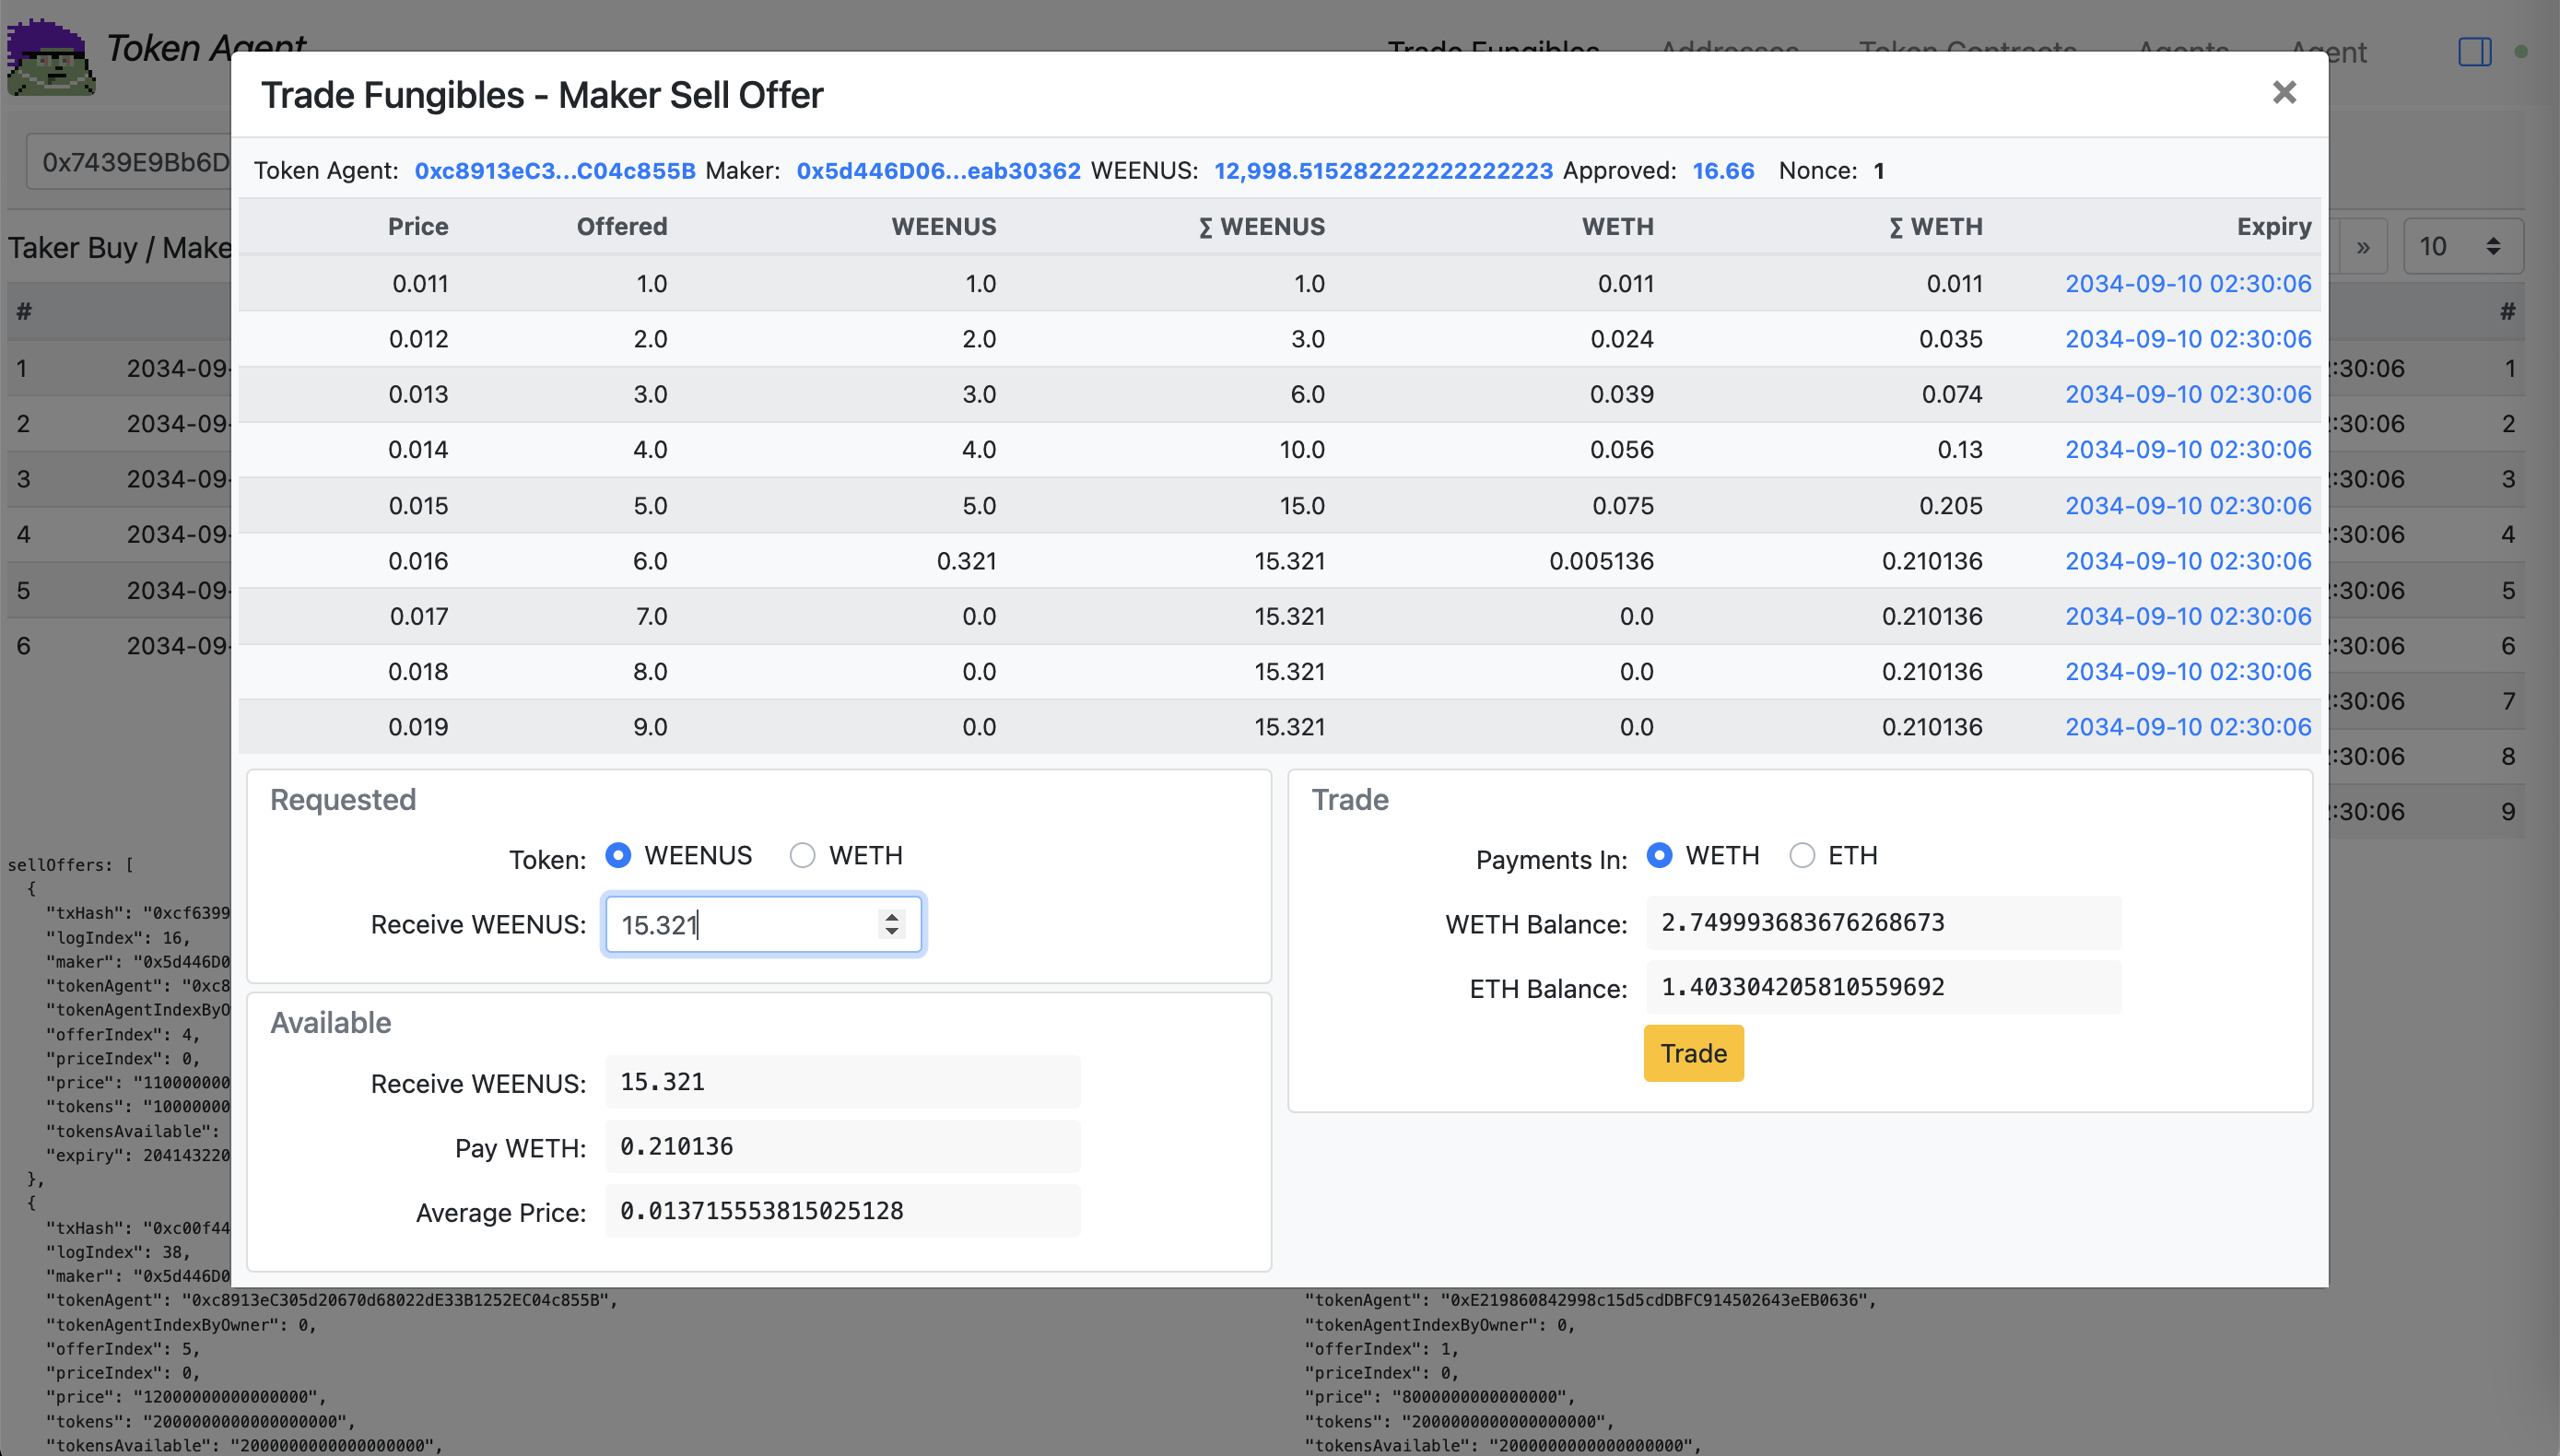 Token Agent
Trade Fungibles Addresses Token Contracts Agents Agent
Trade Fungibles - Maker Sell Offer
0x7439E9Bb6D
Token Agent: 0xc8913eC3...C04c855B Maker: 0x5d446D06...eab30362 WEENUS: 12,998.515282222222222223 Approved: 16.66 Nonce: 1
Taker Buy / Make
» 10
Price Offered WEENUS ∑ WEENUS WETH ∑ WETH Expiry
0.011 1.0 1.0 1.0 0.011 0.011 2034-09-10 02:30:06
0.012 2.0 2.0 3.0 0.024 0.035 2034-09-10 02:30:06
0.013 3.0 3.0 6.0 0.039 0.074 2034-09-10 02:30:06
0.014 4.0 4.0 10.0 0.056 0.13 2034-09-10 02:30:06
0.015 5.0 5.0 15.0 0.075 0.205 2034-09-10 02:30:06
0.016 6.0 0.321 15.321 0.005136 0.210136 2034-09-10 02:30:06
0.017 7.0 0.0 15.321 0.0 0.210136 2034-09-10 02:30:06
0.018 8.0 0.0 15.321 0.0 0.210136 2034-09-10 02:30:06
0.019 9.0 0.0 15.321 0.0 0.210136 2034-09-10 02:30:06
# #
1 2034-09- :30:06 1
2 2034-09- :30:06 2
3 2034-09- :30:06 3
4 2034-09- :30:06 4
5 2034-09- :30:06 5
6 2034-09- :30:06 6
:30:06 7
:30:06 8
:30:06 9
Requested
Token: WEENUS WETH
Receive WEENUS: 15.321
Available
Receive WEENUS: 15.321
Pay WETH: 0.210136
Average Price: 0.013715553815025128
Trade
Payments In: WETH ETH
WETH Balance: 2.749993683676268673
ETH Balance: 1.403304205810559692
Trade
sellOffers: [
{
"txHash": "0xcf6399
"logIndex": 16,
"maker": "0x5d446D0
"tokenAgent": "0xc8
"tokenAgentIndexByO
"offerIndex": 4,
"priceIndex": 0,
"price": "110000000
"tokens": "10000000
"tokensAvailable":
"expiry": 204143220
},
{
"txHash": "0xc00f44
"logIndex": 38,
"maker": "0x5d446D0
"tokenAgent": "0xc8913eC305d20670d68022dE33B1252EC04c855B",
"tokenAgentIndexByOwner": 0,
"offerIndex": 5,
"priceIndex": 0,
"price": "12000000000000000",
"tokens": "2000000000000000000",
"tokensAvailable": "2000000000000000000",
"tokenAgent": "0xE219860842998c15d5cdDBFC914502643eEB0636",
"tokenAgentIndexByOwner": 0,
"offerIndex": 1,
"priceIndex": 0,
"price": "8000000000000000",
"tokens": "2000000000000000000",
"tokensAvailable": "2000000000000000000",